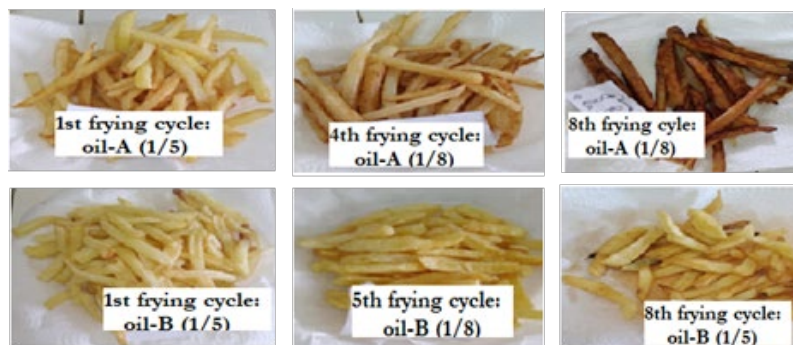 1st frying cycle:
oil-A (1/5)
4th frying cycle:
oil-A (1/8)
8th frying cyle:
oil-A (1/8)
1st frying cycle:
oil-B (1/5)
5th frying cycle:
oil-B (1/8)
8th frying cycle:
oil-B (1/5)